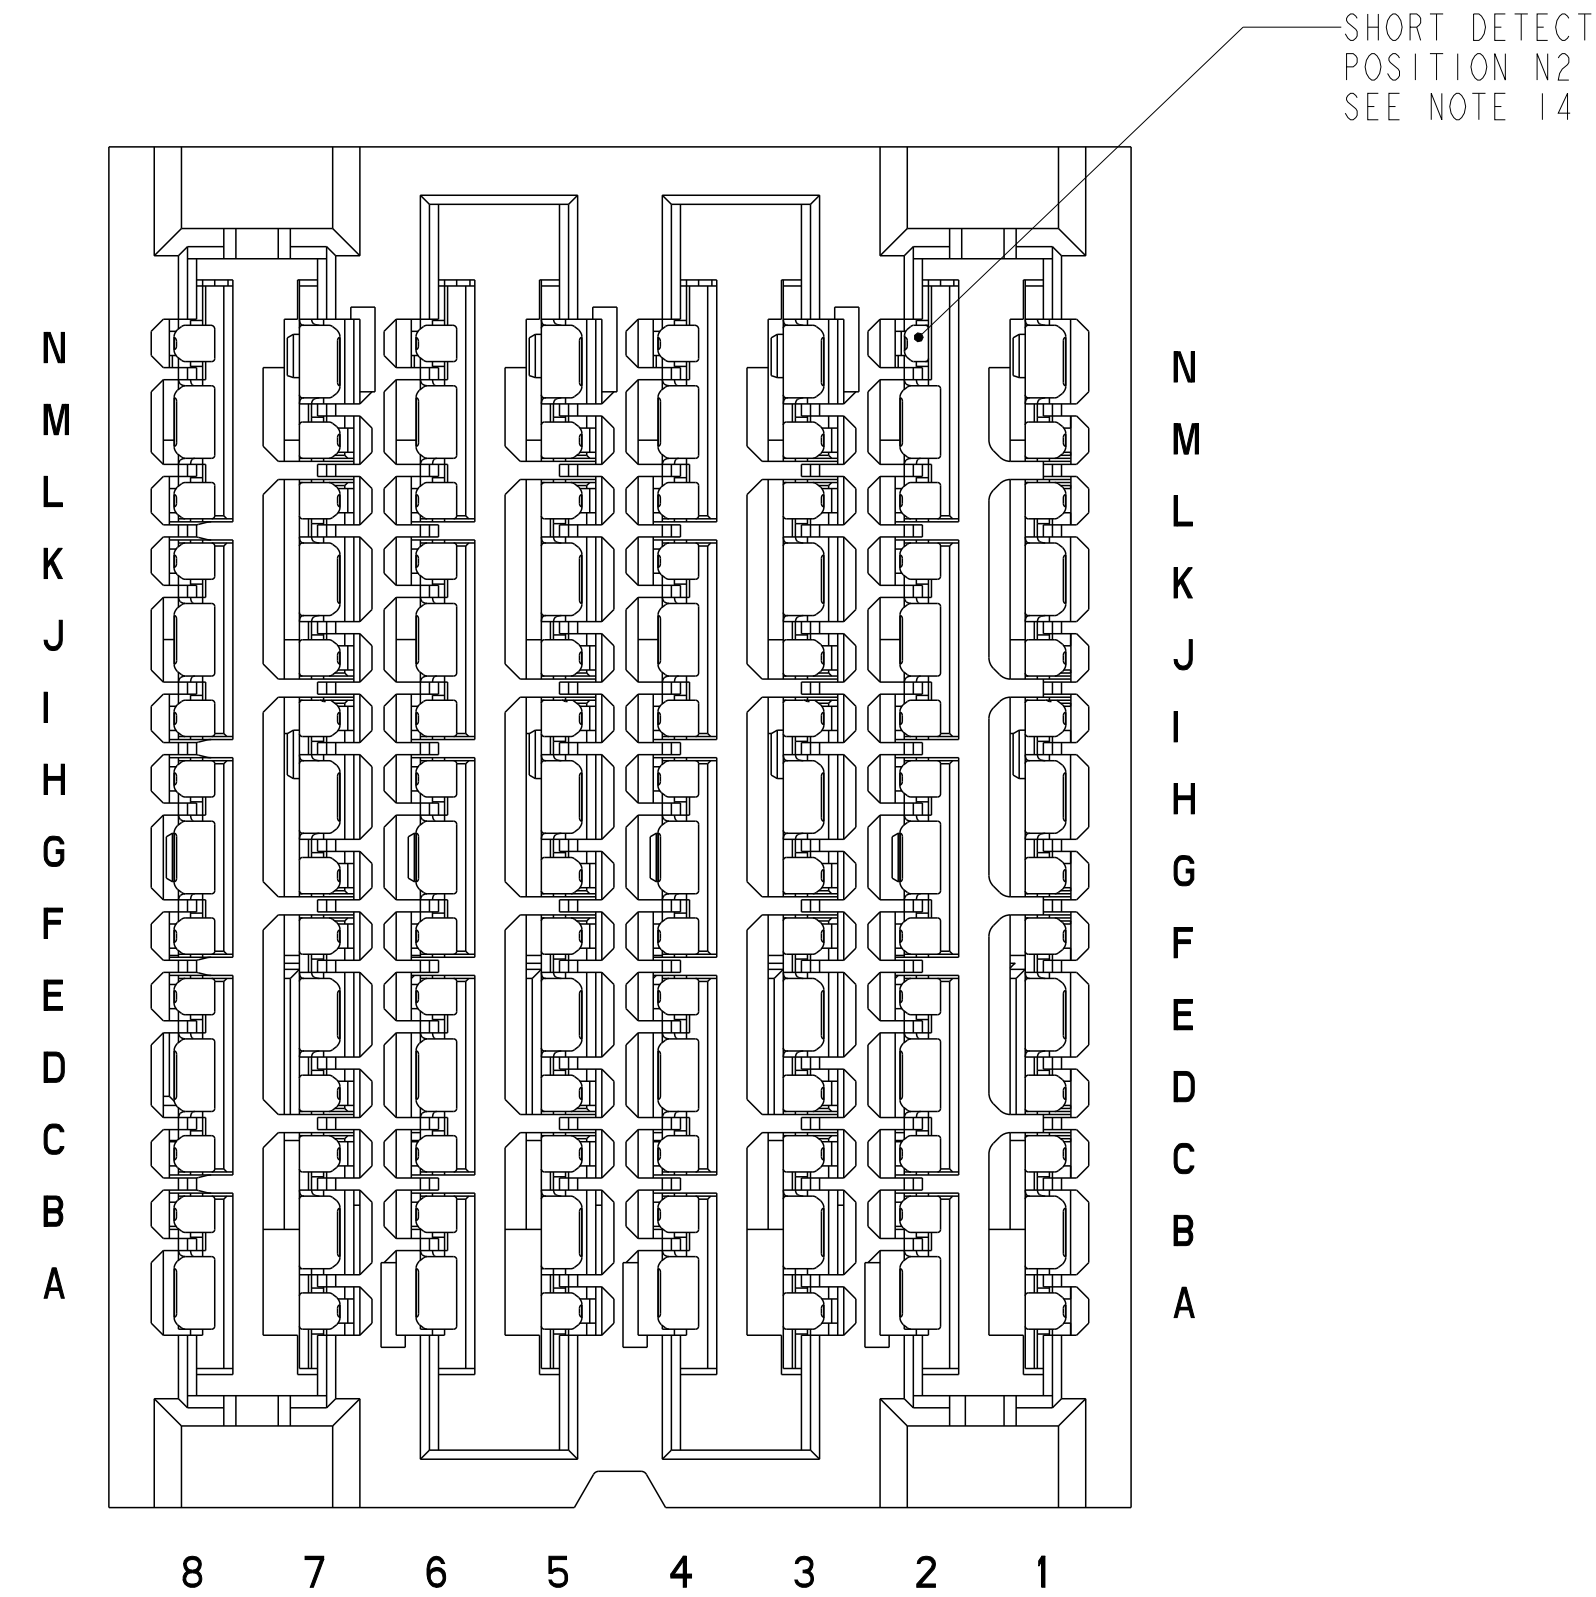 SHORT DETECT
POSITION N2
SEE NOTE 14
N N
M M
L L
K K
J J
I I
H H
G G
F F
E E
D D
C C
B B
A A
8 7 6 5 4 3 2 1